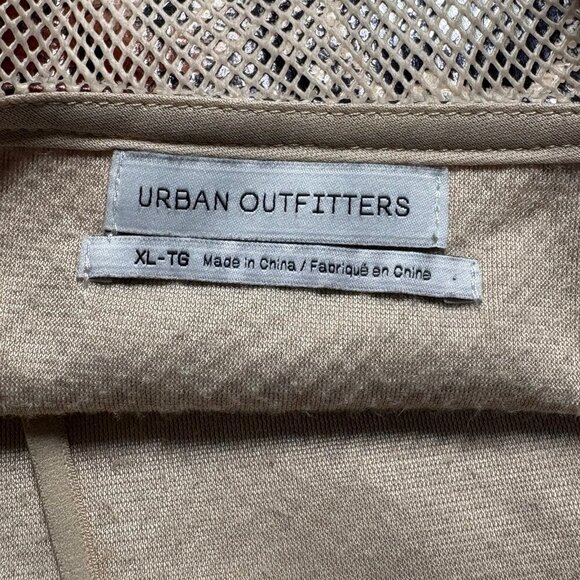 URBAN OUTFITTERS
XL-TG Made in China / Fabriqué en Chine